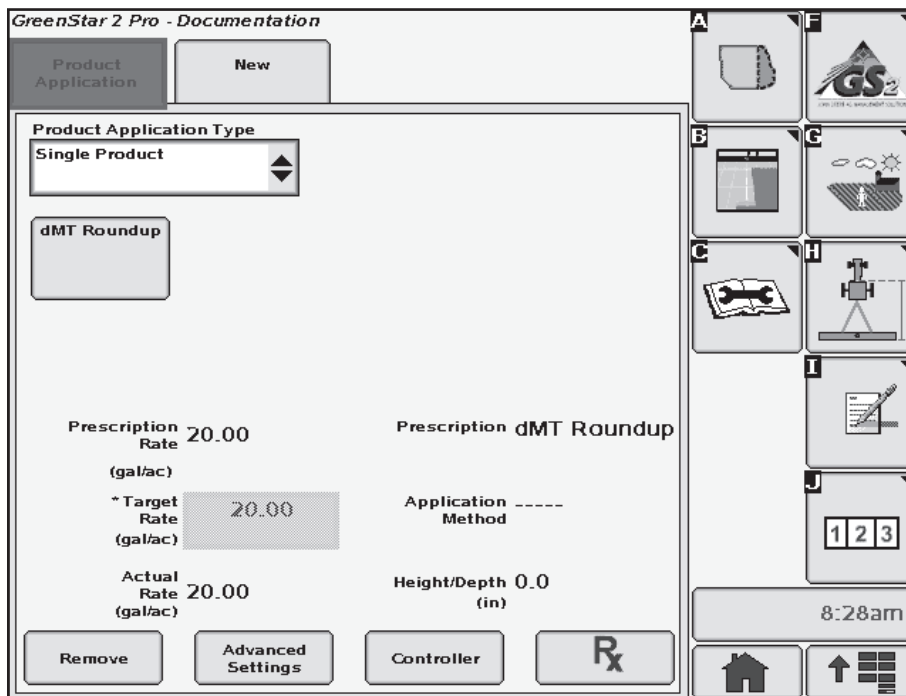 GreenStar 2 Pro - Documentation
Product
Application
New
Product Application Type
Single Product
dMT Roundup
Prescription
Rate 20.00
(gal/ac)
Prescription dMT Roundup
*Target
Rate 20.00
(gal/ac)
Application
Method -----
Actual
Rate 20.00
(gal/ac)
Height/Depth 0.0
(in)
Remove
Advanced
Settings
Controller
Rx
A
F
GS2
B
G
C
H
I
J
1 2 3
8:28am